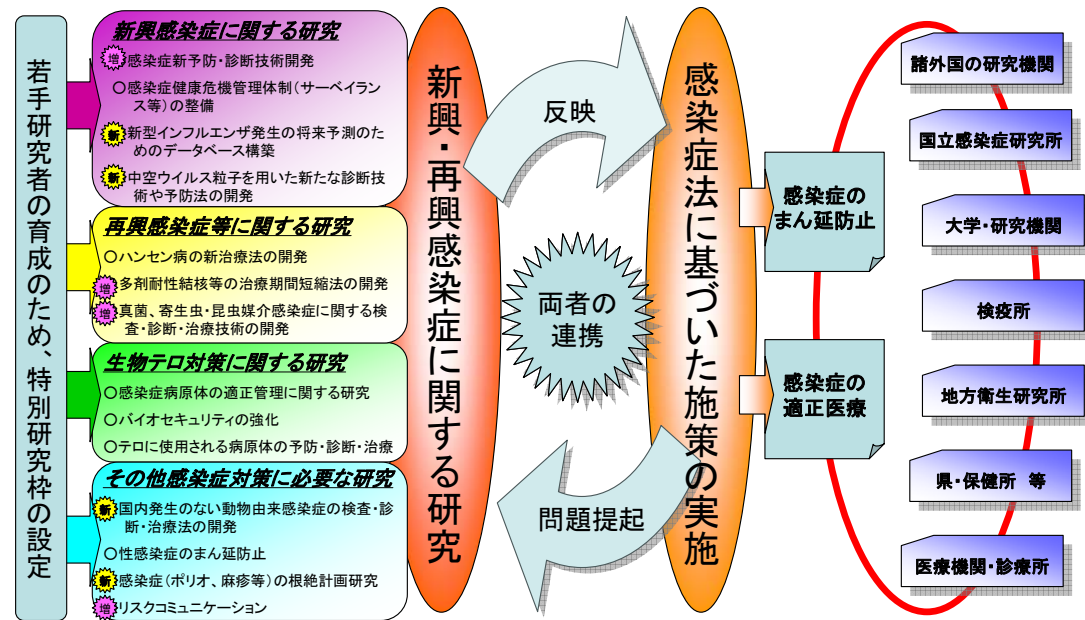 若手研究者の育成のため、特別研究枠の設定
新興感染症に関する研究
増 感染症新予防・診断技術開発
○感染症健康危機管理体制(サーベイラン
ス等)の整備
新 新型インフルエンザ発生の将来予測のた
めのデータベース構築
新 中空ウイルス粒子を用いた新たな診断技
術や予防法の開発
再興感染症等に関する研究
○ハンセン病の新治療法の開発
増 多剤耐性結核等の治療期間短縮法の開発
増 真菌、寄生虫・昆虫媒介感染症に関する検
査・診断・治療技術の開発
生物テロ対策に関する研究
○感染症病原体の適正管理に関する研究
○バイオセキュリティの強化
○テロに使用される病原体の予防・診断・治療
その他感染症対策に必要な研究
新 国内発生のない動物由来感染症の検査・診
断・治療法の開発
○性感染症のまん延防止
新 感染症(ポリオ、麻疹等)の根絶計画研究
増 リスクコミュニケーション
新興・再興感染症に関する研究
反映
両者の
連携
問題提起
感染症法に基づいた施策の実施
感染症の
まん延防止
感染症の
適正医療
諸外国の研究機関
国立感染症研究所
大学・研究機関
検疫所
地方衛生研究所
県・保健所 等
医療機関・診療所